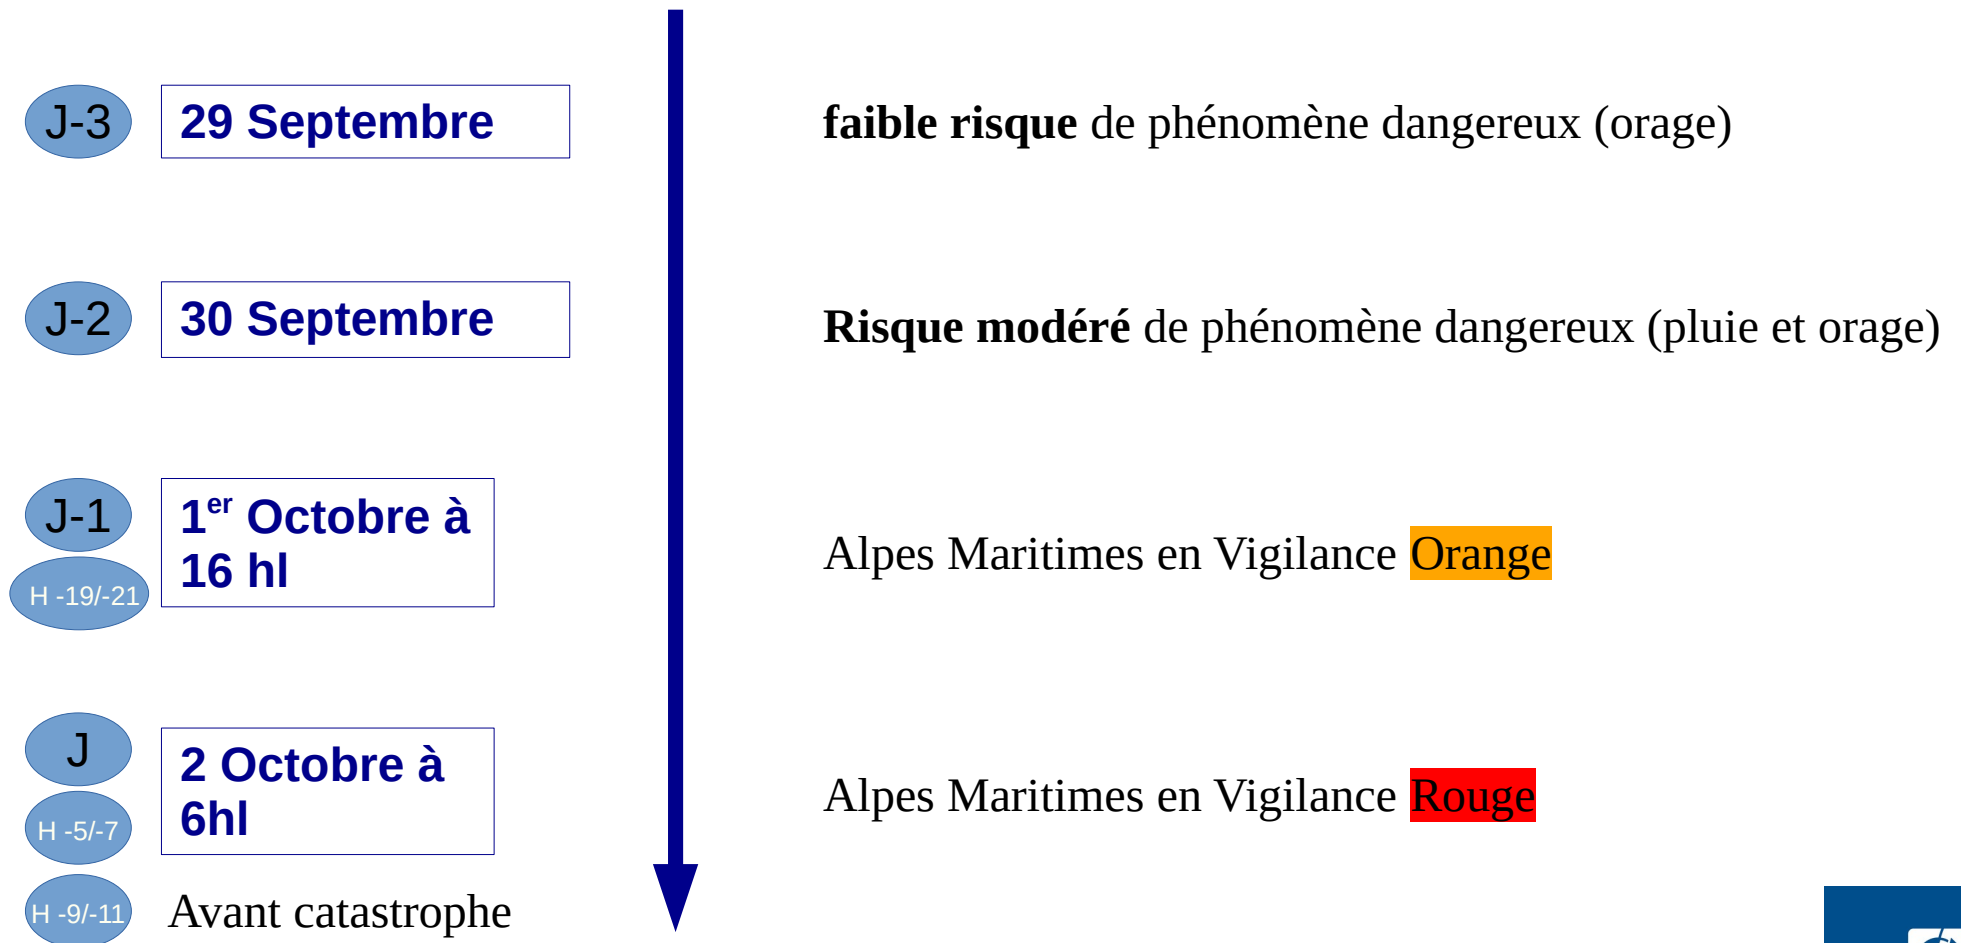 J-3
29 Septembre
faible risque de phénomène dangereux (orage)
J-2
30 Septembre
Risque modéré de phénomène dangereux (pluie et orage)
J-1
H -19/-21
1er Octobre à
16 hl
Alpes Maritimes en Vigilance Orange
J
H -5/-7
2 Octobre à
6hl
Alpes Maritimes en Vigilance Rouge
H -9/-11
Avant catastrophe